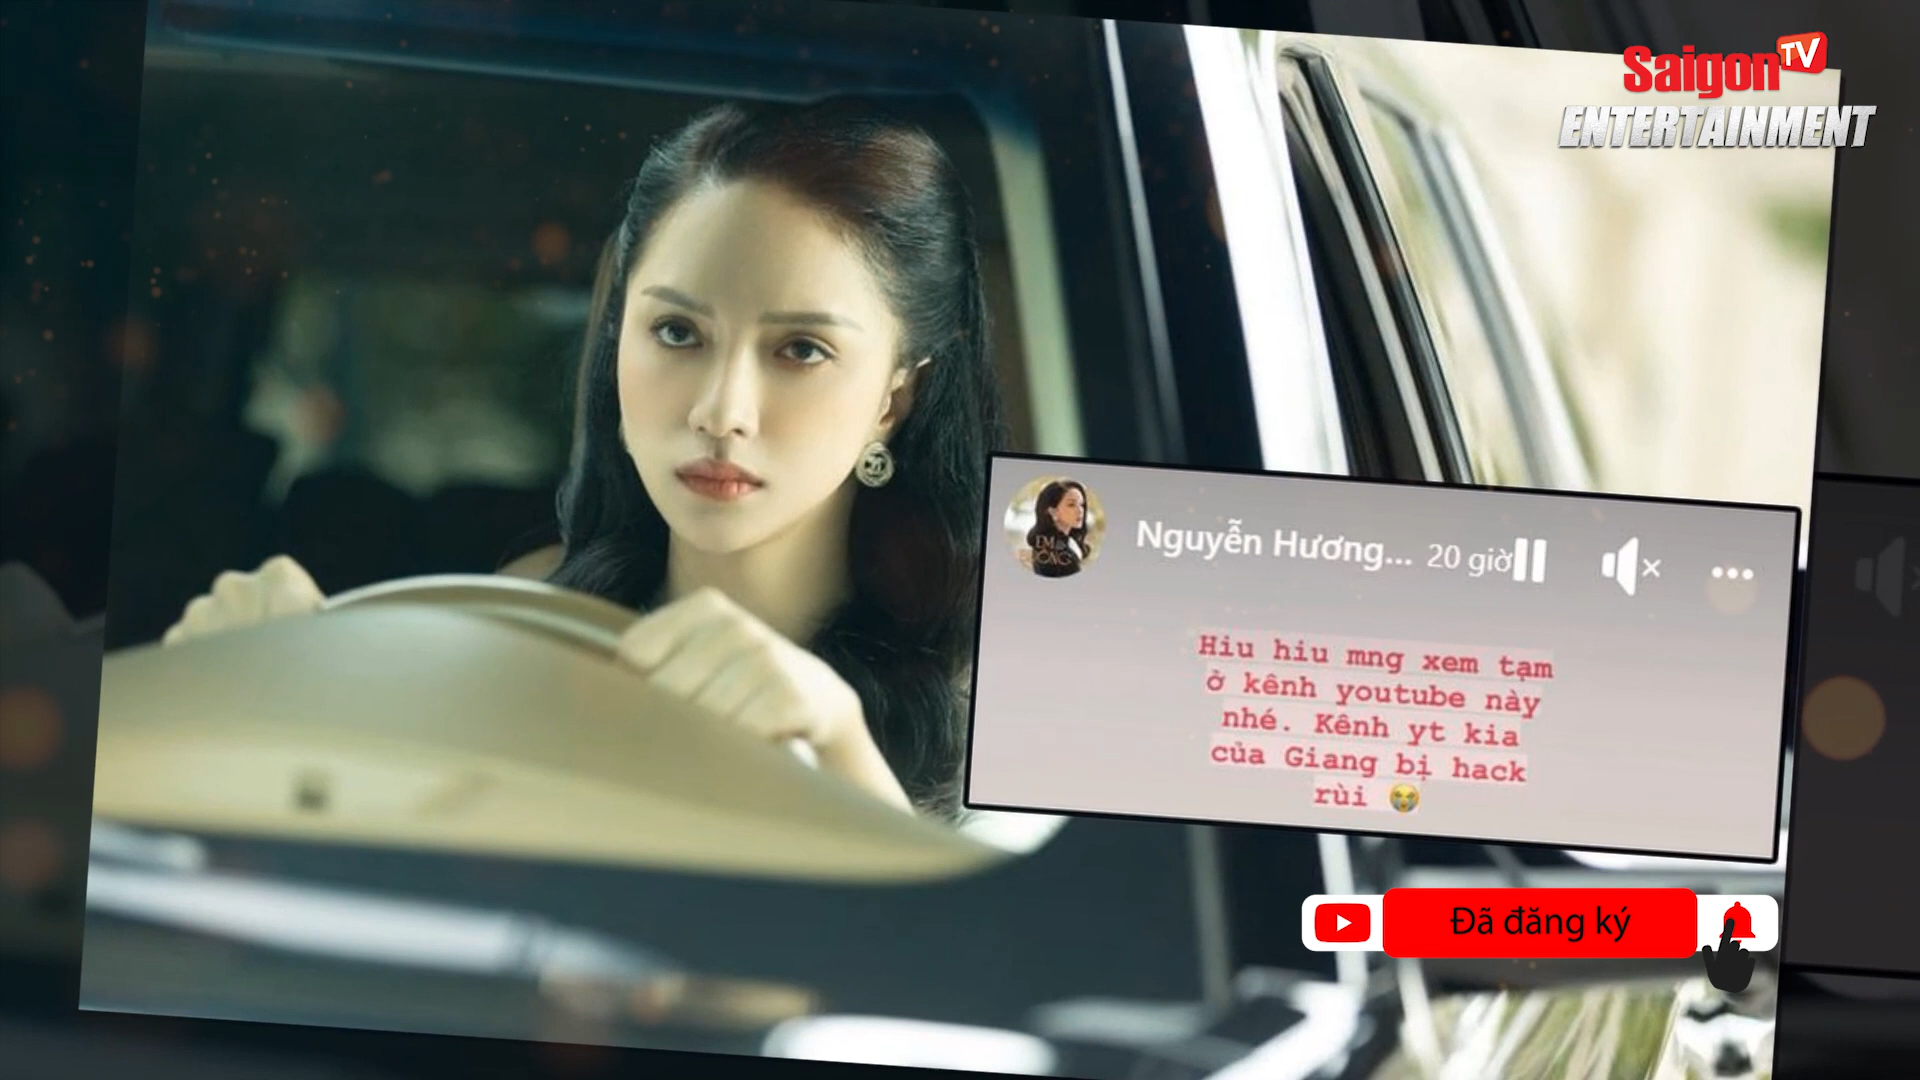 Saigon TV
ENTERTAINMENT
Nguyễn Hương... 20 giờ
Hiu hiu mng xem tạm
ở kênh youtube này
nhé. Kênh yt kia
của Giang bị hack
rùi 😭
Đã đăng ký